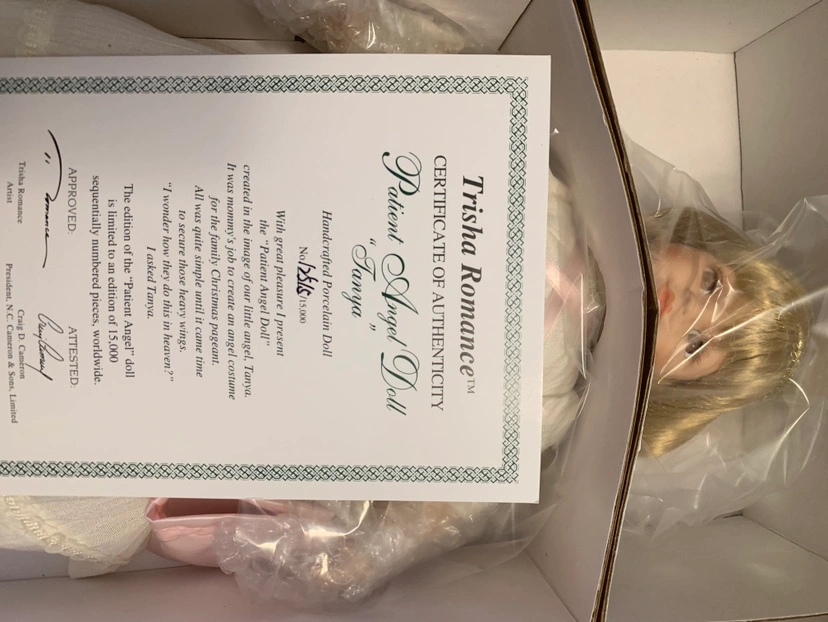 Trisha Romance™
CERTIFICATE OF AUTHENTICITY
Patient Angel Doll
"Tanya"
Handcrafted Porcelain Doll
No. /15,000
With great pleasure I present
the "Patient Angel Doll"
created in the image of our little angel, Tanya.
It was mommy's job to create an angel costume
for the family Christmas pageant.
All was quite simple until it came time
to secure those heavy wings.
"I wonder how they do this in heaven?"
I asked Tanya.
The edition of the "Patient Angel" doll
is limited to an edition of 15,000
sequentially numbered pieces, worldwide.
APPROVED: ATTESTED:
Trisha Romance Craig D. Cameron
Artist President, N.C. Cameron & Sons, Limited